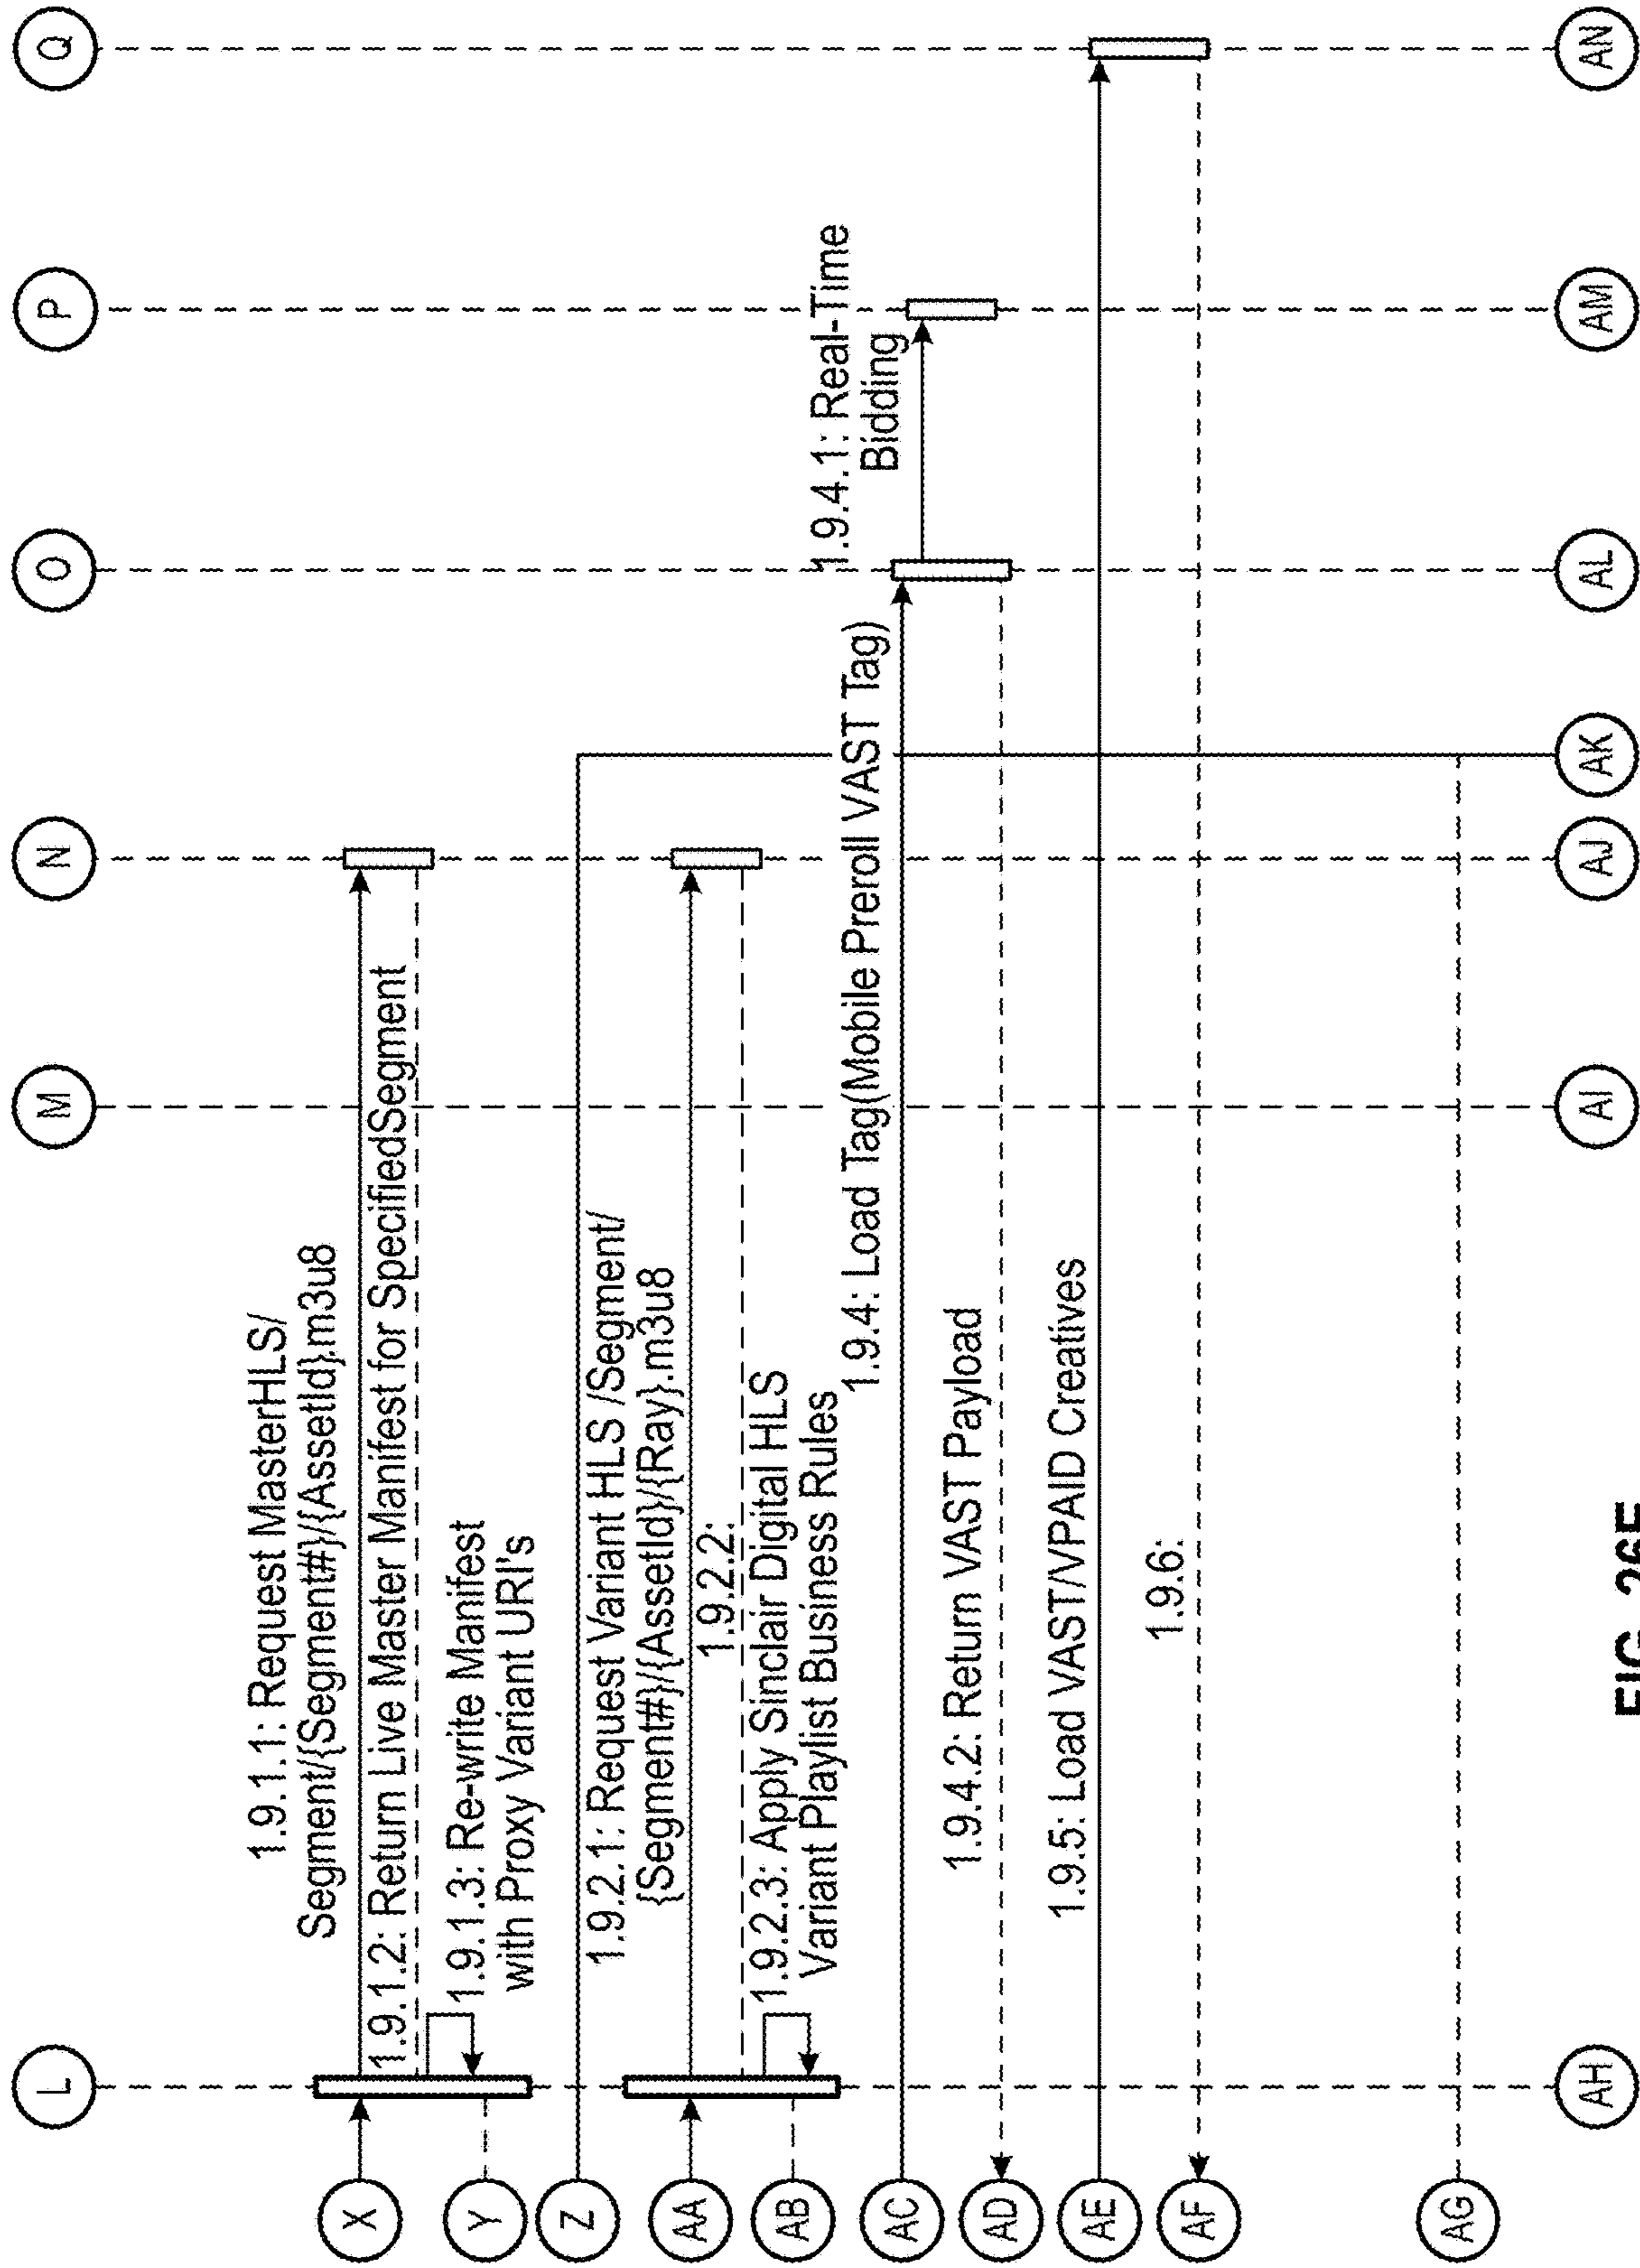 L
M
N
O
P
Q
1.9.1.1: Request MasterHLS/
Segment/{Segment#}/{AssetId}.m3u8
X
1.9.1.2: Return Live Master Manifest for SpecifiedSegment
1.9.1.3: Re-write Manifest
with Proxy Variant URI's
Y
Z
1.9.2.1: Request Variant HLS /Segment/
{Segment#}/{AssetId}/{Ray}.m3u8
AA
1.9.2.2:
1.9.2.3: Apply Sinclair Digital HLS
Variant Playlist Business Rules
AB
1.9.4: Load Tag(Mobile Preroll VAST Tag)
AC
1.9.4.1: Real-Time
Bidding
1.9.4.2: Return VAST Payload
AD
1.9.5: Load VAST/VPAID Creatives
AE
1.9.6:
AF
AG
AH
AI
AJ
AK
AL
AM
AN
FIG.